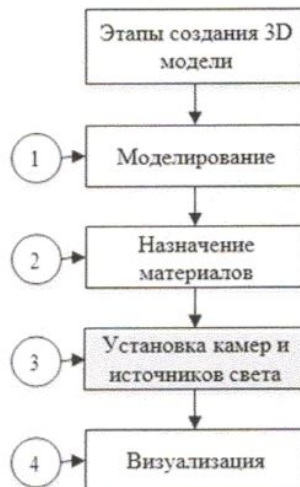 Этапы создания 3D
модели
1
Моделирование
2
Назначение
материалов
3
Установка камер и
источников света
4
Визуализация